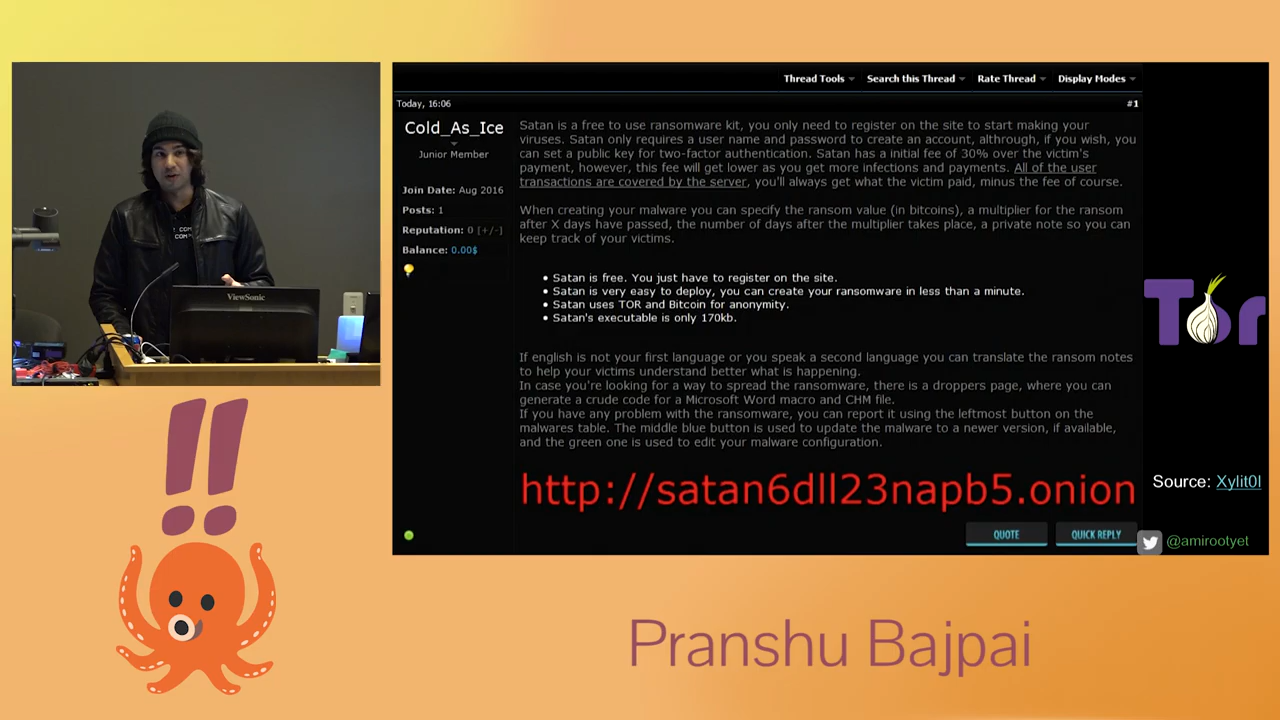 Thread Tools Search this Thread Rate Thread Display Modes
Today, 16:06 #1
Cold_As_Ice
Junior Member
Join Date: Aug 2016
Posts: 1
Reputation: 0 [+/-]
Balance: 0.00$
Satan is a free to use ransomware kit, you only need to register on the site to start making your
viruses. Satan only requires a user name and password to create an account, althrough, if you wish, you
can set a public key for two-factor authentication. Satan has a initial fee of 30% over the victim's
payment, however, this fee will get lower as you get more infections and payments. All of the user
transactions are covered by the server, you'll always get what the victim paid, minus the fee of course.
When creating your malware you can specify the ransom value (in bitcoins), a multiplier for the ransom
after X days have passed, the number of days after the multiplier takes place, a private note so you can
keep track of your victims.
• Satan is free. You just have to register on the site.
• Satan is very easy to deploy, you can create your ransomware in less than a minute.
• Satan uses TOR and Bitcoin for anonymity.
• Satan's executable is only 170kb.
If english is not your first language or you speak a second language you can translate the ransom notes
to help your victims understand better what is happening.
In case you're looking for a way to spread the ransomware, there is a droppers page, where you can
generate a crude code for a Microsoft Word macro and CHM file.
If you have any problem with the ransomware, you can report it using the leftmost button on the
malwares table. The middle blue button is used to update the malware to a newer version, if available,
and the green one is used to edit your malware configuration.
http://satan6dll23napb5.onion
QUOTE QUICK REPLY
Tor
Source: Xylit0l
@amirootyet
ViewSonic
!!
Pranshu Bajpai